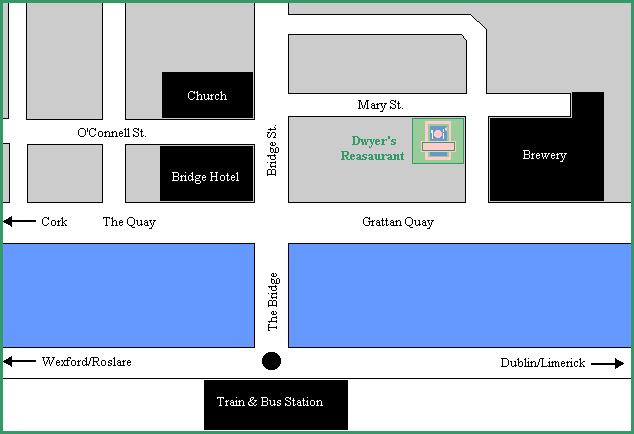 Church
Mary St.
O'Connell St.
Bridge St.
Dwyer's
Reasaurant
Brewery
Bridge Hotel
Cork
The Quay
Grattan Quay
The Bridge
Wexford/Roslare
Dublin/Limerick
Train & Bus Station